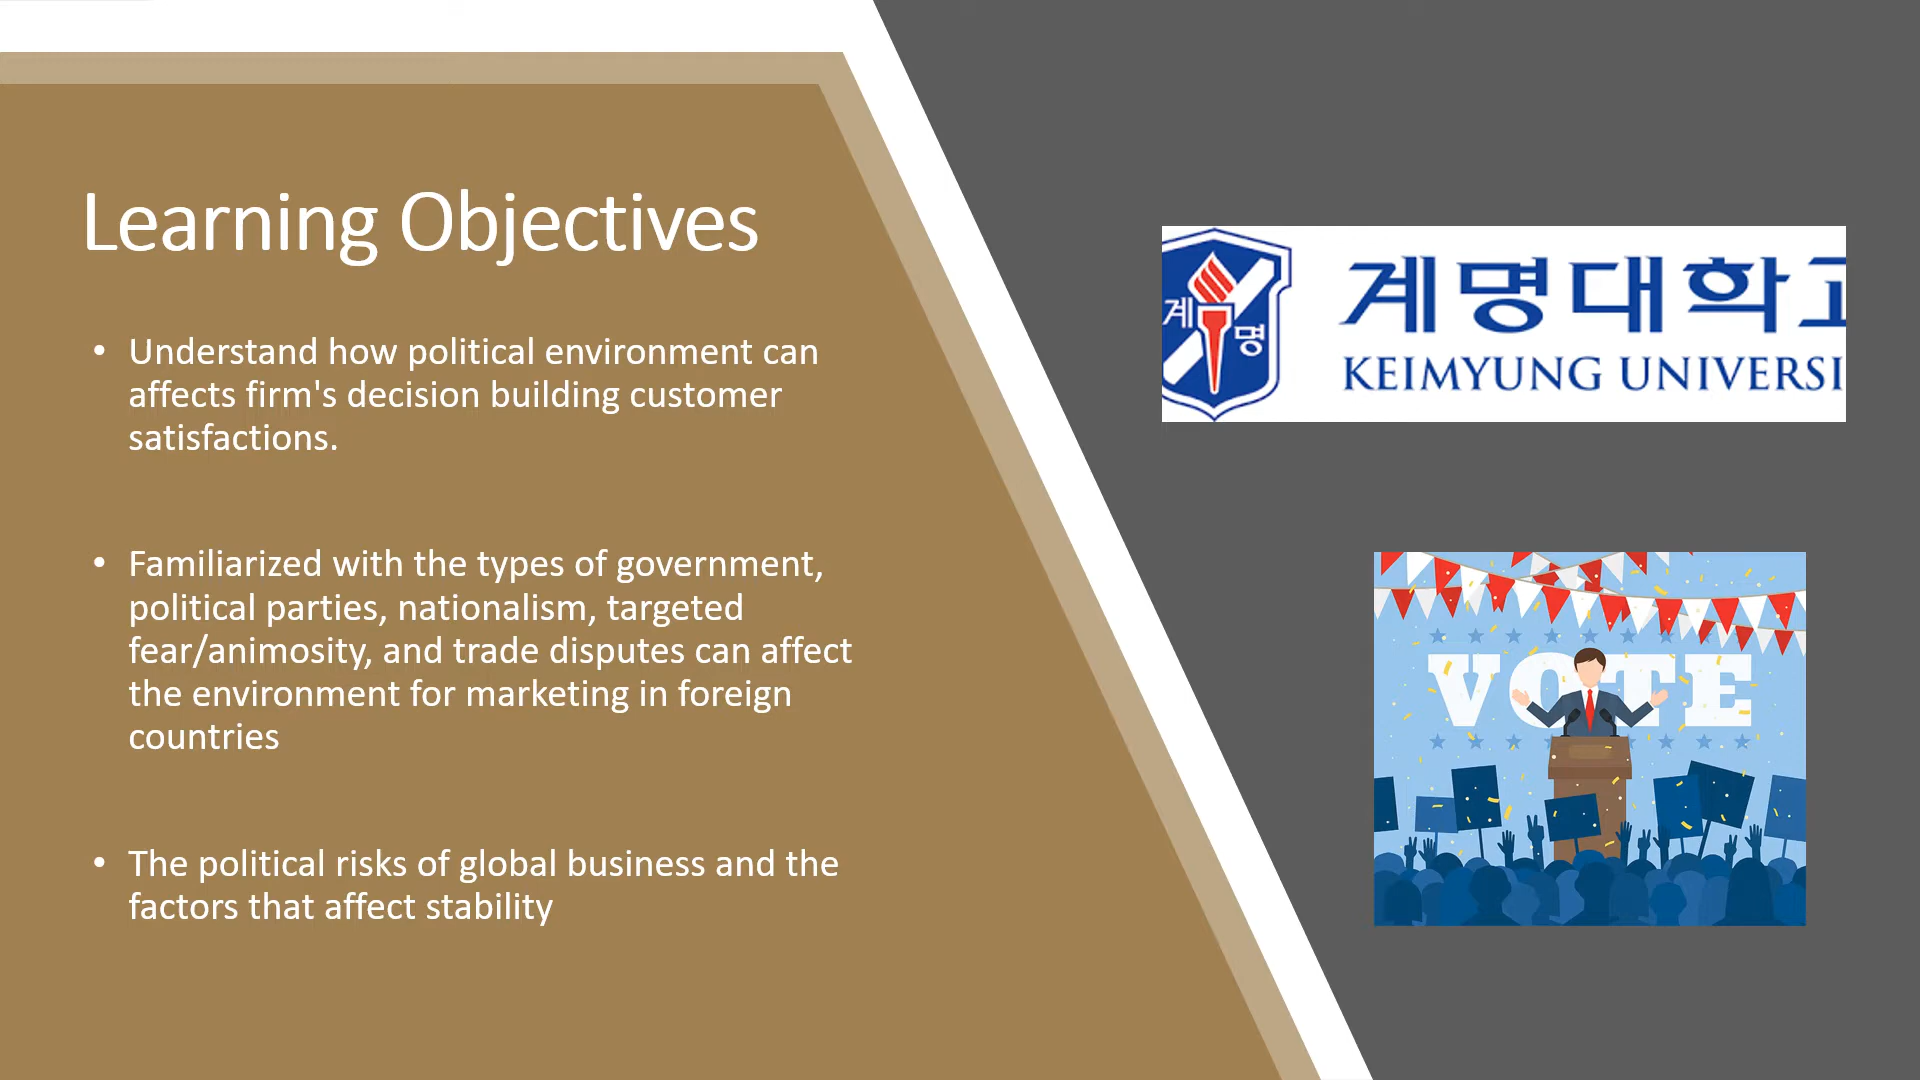 Learning Objectives
• Understand how political environment can
affects firm's decision building customer
satisfactions.
• Familiarized with the types of government,
political parties, nationalism, targeted
fear/animosity, and trade disputes can affect
the environment for marketing in foreign
countries
• The political risks of global business and the
factors that affect stability
계명
계명대학교
KEIMYUNG UNIVERSI
VOTE